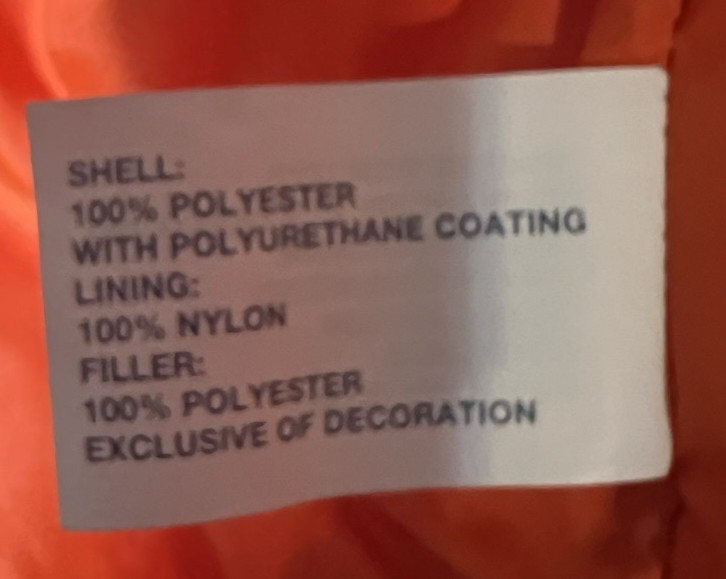 SHELL:
100% POLYESTER
WITH POLYURETHANE COATING
LINING:
100% NYLON
FILLER:
100% POLYESTER
EXCLUSIVE OF DECORATION